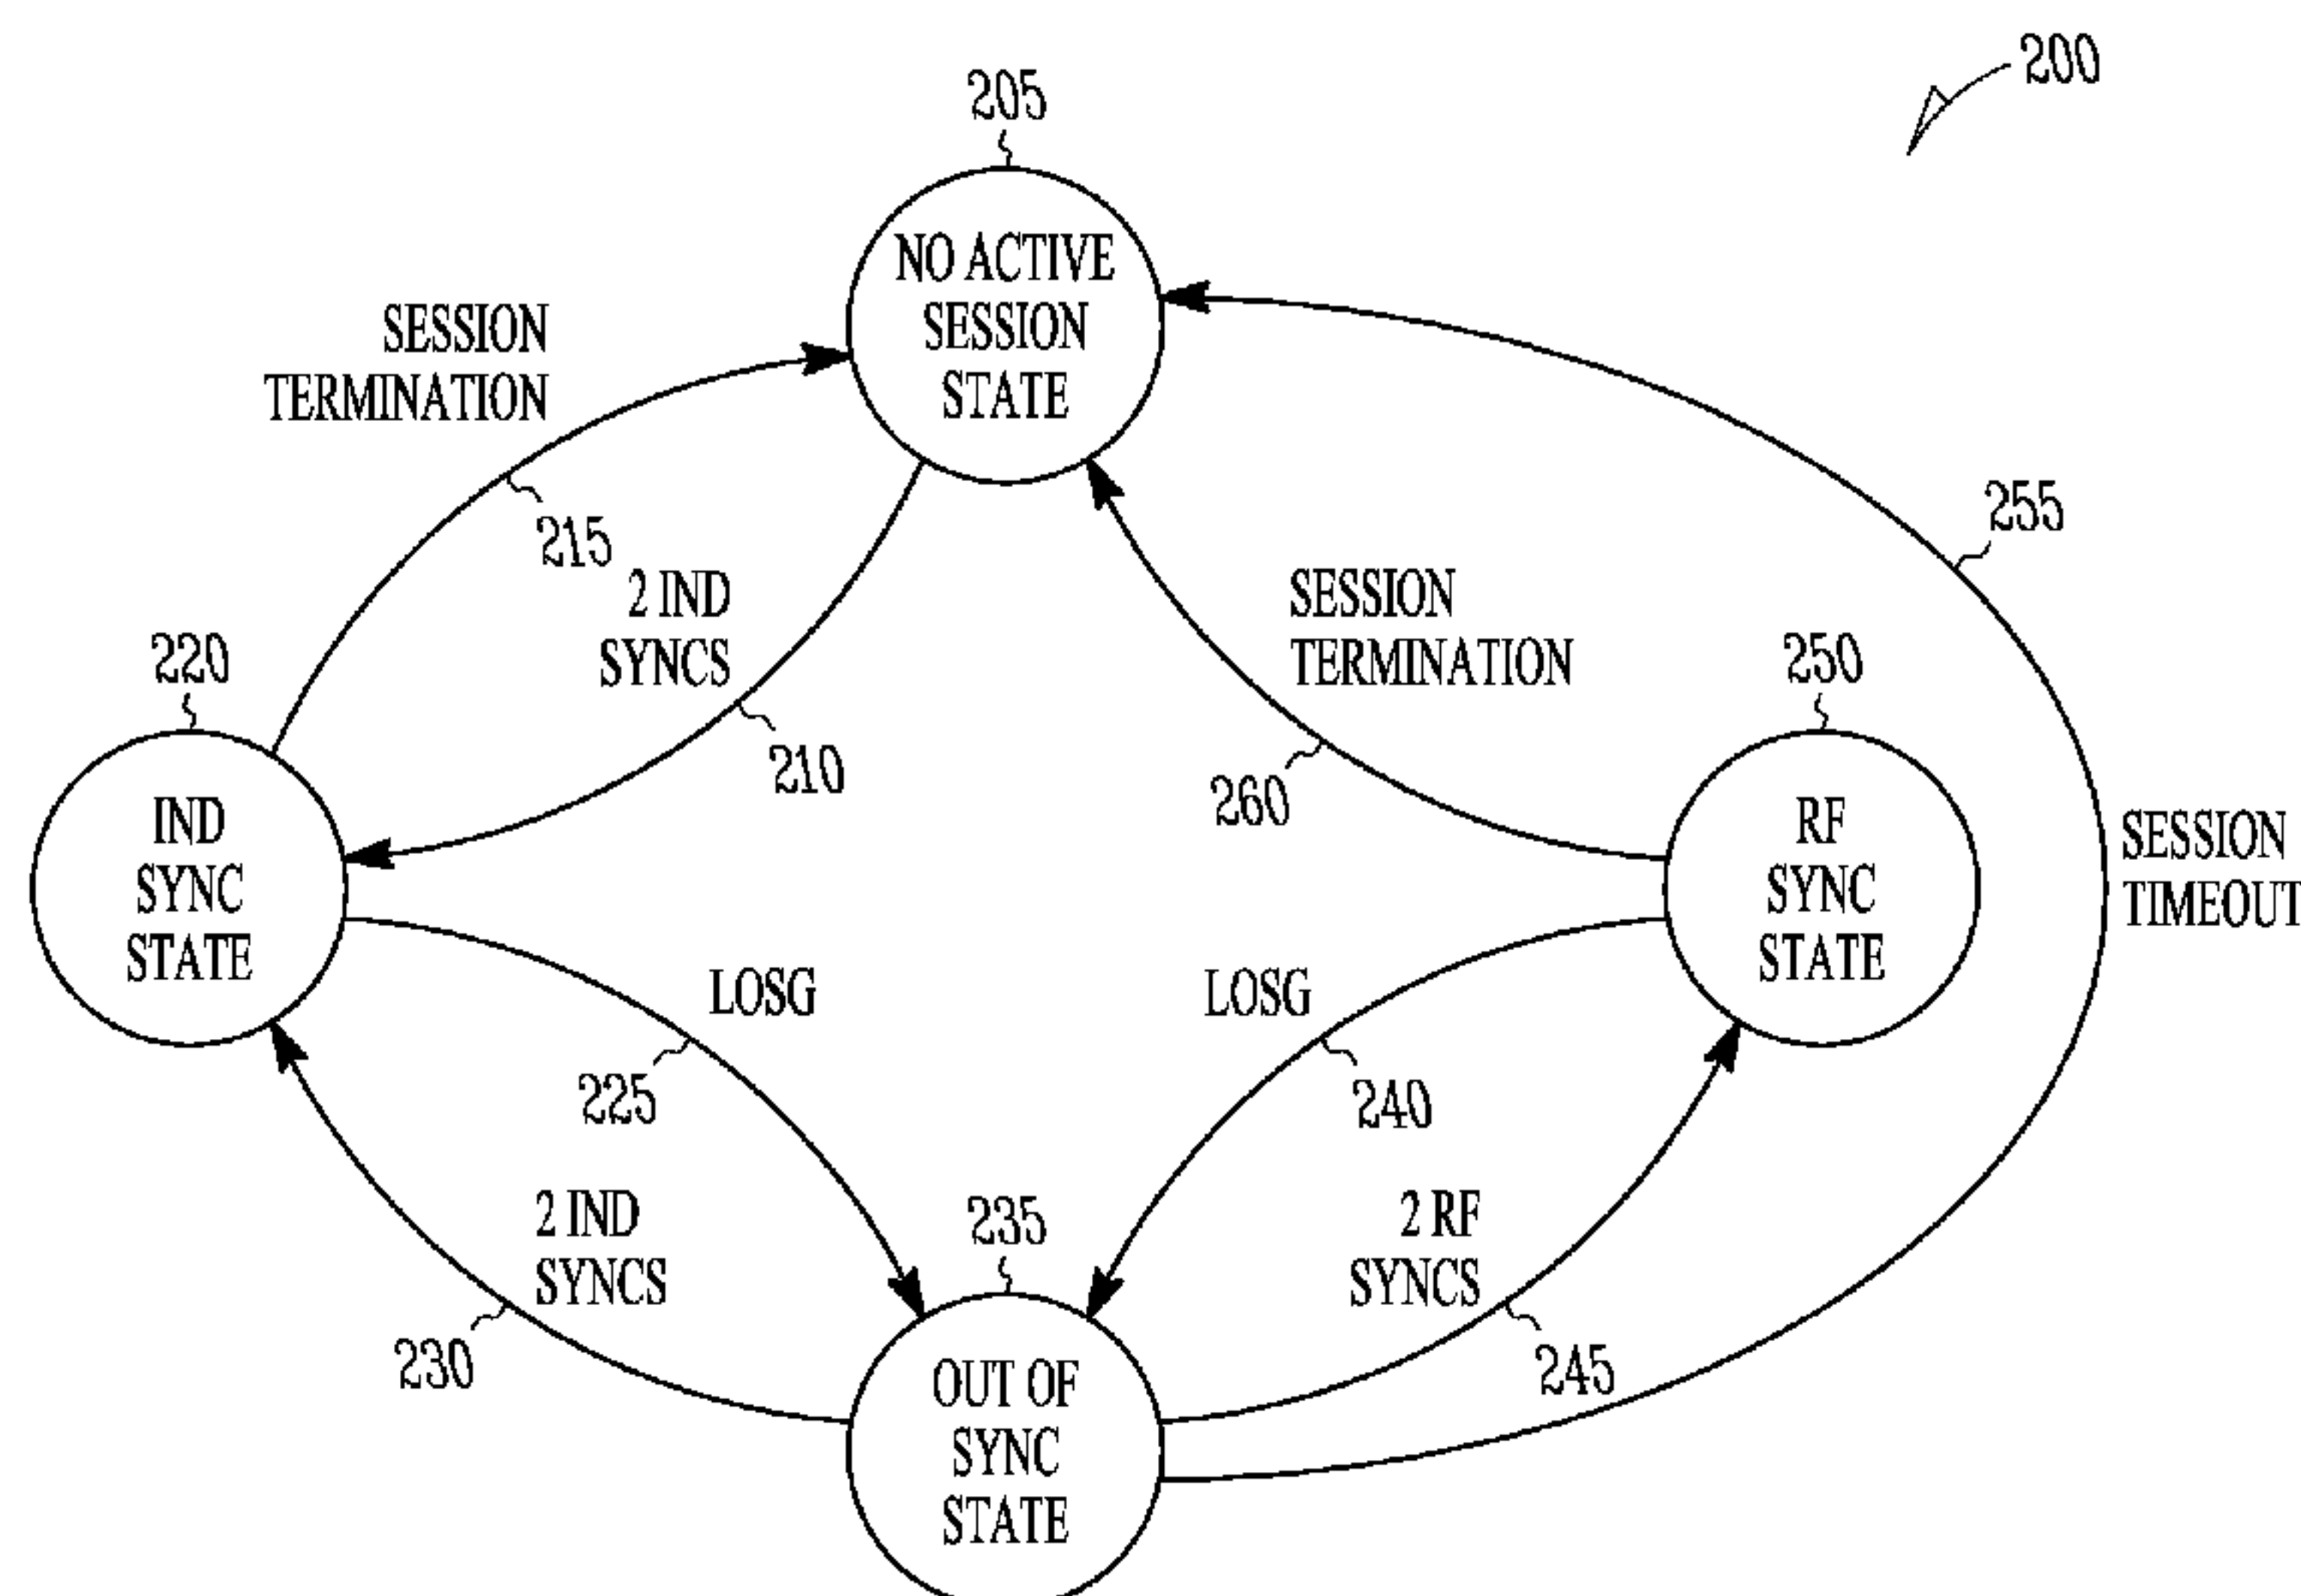 200
205
NO ACTIVE
SESSION
STATE
SESSION
TERMINATION
215
2 IND
SYNCS
210
255
SESSION
TERMINATION
260
220
IND
SYNC
STATE
250
RF
SYNC
STATE
SESSION
TIMEOUT
LOSG
225
LOSG
240
2 IND
SYNCS
230
235
OUT OF
SYNC
STATE
2 RF
SYNCS
245